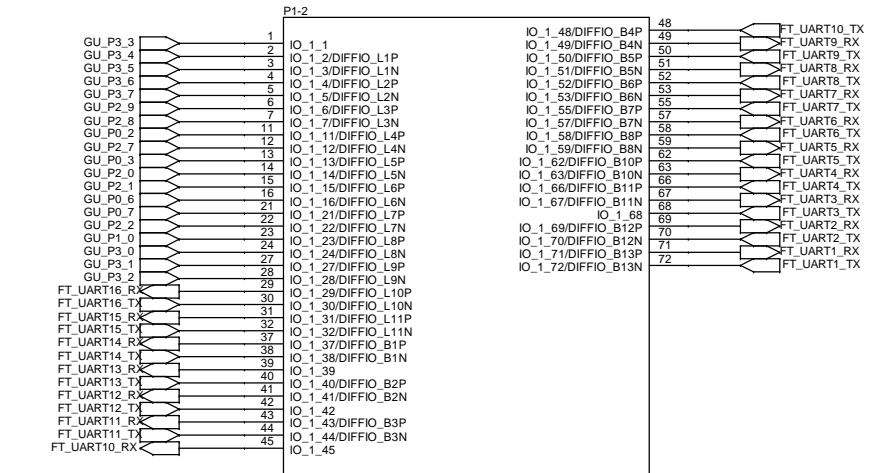 P1-2
GU_P3_3 1 IO_1_1
GU_P3_4 2 IO_1_2/DIFFIO_L1P
GU_P3_5 3 IO_1_3/DIFFIO_L1N
GU_P3_6 4 IO_1_4/DIFFIO_L2P
GU_P3_7 5 IO_1_5/DIFFIO_L2N
GU_P2_9 6 IO_1_6/DIFFIO_L3P
GU_P2_8 7 IO_1_7/DIFFIO_L3N
GU_P0_2 11 IO_1_11/DIFFIO_L4P
GU_P2_7 12 IO_1_12/DIFFIO_L4N
GU_P0_3 13 IO_1_13/DIFFIO_L5P
GU_P2_0 14 IO_1_14/DIFFIO_L5N
GU_P2_1 15 IO_1_15/DIFFIO_L6P
GU_P0_6 16 IO_1_16/DIFFIO_L6N
GU_P0_7 21 IO_1_21/DIFFIO_L7P
GU_P2_2 22 IO_1_22/DIFFIO_L7N
GU_P1_0 23 IO_1_23/DIFFIO_L8P
GU_P3_0 24 IO_1_24/DIFFIO_L8N
GU_P3_1 27 IO_1_27/DIFFIO_L9P
GU_P3_2 28 IO_1_28/DIFFIO_L9N
FT_UART16_RX 29 IO_1_29/DIFFIO_L10P
FT_UART16_TX 30 IO_1_30/DIFFIO_L10N
FT_UART15_RX 31 IO_1_31/DIFFIO_L11P
FT_UART15_TX 32 IO_1_32/DIFFIO_L11N
FT_UART14_RX 37 IO_1_37/DIFFIO_B1P
FT_UART14_TX 38 IO_1_38/DIFFIO_B1N
FT_UART13_RX 39 IO_1_39
FT_UART13_TX 40 IO_1_40/DIFFIO_B2P
FT_UART12_RX 41 IO_1_41/DIFFIO_B2N
FT_UART12_TX 42 IO_1_42
FT_UART11_RX 43 IO_1_43/DIFFIO_B3P
FT_UART11_TX 44 IO_1_44/DIFFIO_B3N
FT_UART10_RX 45 IO_1_45
IO_1_48/DIFFIO_B4P 48 FT_UART10_TX
IO_1_49/DIFFIO_B4N 49 FT_UART9_RX
IO_1_50/DIFFIO_B5P 50 FT_UART9_TX
IO_1_51/DIFFIO_B5N 51 FT_UART8_RX
IO_1_52/DIFFIO_B6P 52 FT_UART8_TX
IO_1_53/DIFFIO_B6N 53 FT_UART7_RX
IO_1_55/DIFFIO_B7P 55 FT_UART7_TX
IO_1_57/DIFFIO_B7N 57 FT_UART6_RX
IO_1_58/DIFFIO_B8P 58 FT_UART6_TX
IO_1_59/DIFFIO_B8N 59 FT_UART5_RX
IO_1_62/DIFFIO_B10P 62 FT_UART5_TX
IO_1_63/DIFFIO_B10N 63 FT_UART4_RX
IO_1_66/DIFFIO_B11P 66 FT_UART4_TX
IO_1_67/DIFFIO_B11N 67 FT_UART3_RX
IO_1_68 68 FT_UART3_TX
IO_1_69/DIFFIO_B12P 69 FT_UART2_RX
IO_1_70/DIFFIO_B12N 70 FT_UART2_TX
IO_1_71/DIFFIO_B13P 71 FT_UART1_RX
IO_1_72/DIFFIO_B13N 72 FT_UART1_TX